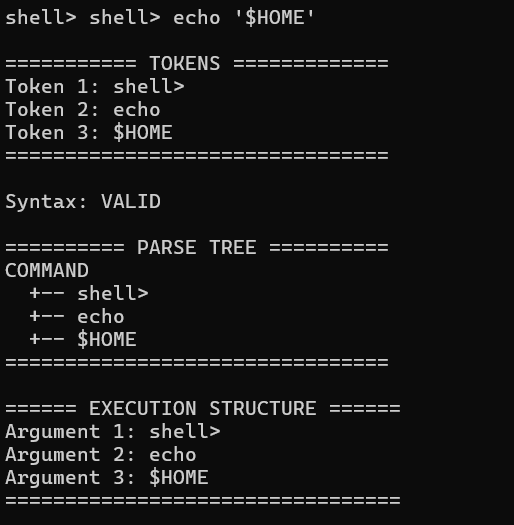 shell> shell> echo '$HOME'
=========== TOKENS =============
Token 1: shell>
Token 2: echo
Token 3: $HOME
================================
Syntax: VALID
========== PARSE TREE ==========
COMMAND
  +-- shell>
  +-- echo
  +-- $HOME
================================
====== EXECUTION STRUCTURE ======
Argument 1: shell>
Argument 2: echo
Argument 3: $HOME
=================================